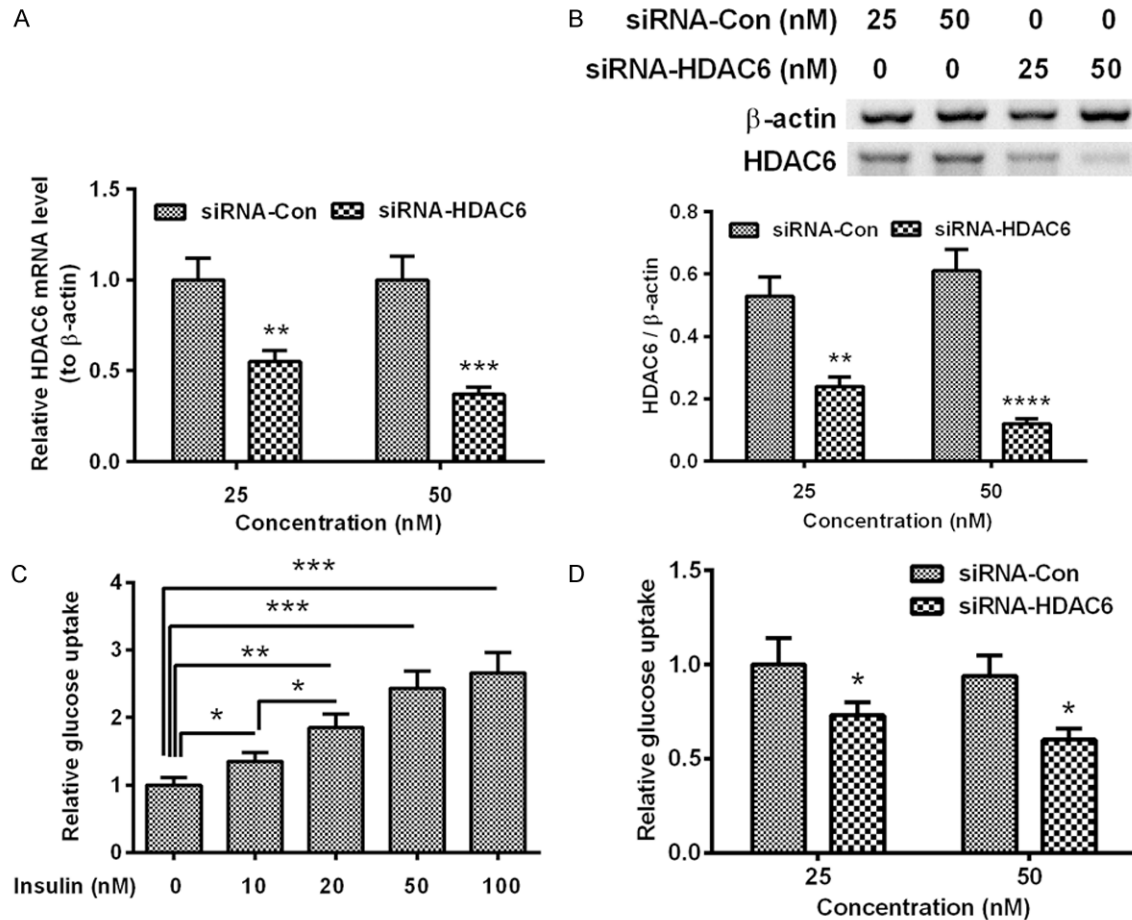 A
1.5
siRNA-Con
siRNA-HDAC6
1.0
**
***
0.5
0.0
25
50
Relative HDAC6 mRNA level
(to β-actin)
Concentration (nM)
B
siRNA-Con (nM) 25 50 0 0
siRNA-HDAC6 (nM) 0 0 25 50
β-actin
HDAC6
0.8
siRNA-Con
siRNA-HDAC6
0.6
0.4
**
0.2
****
0.0
25
50
HDAC6 / β-actin
Concentration (nM)
C
4
***
***
3
**
*
*
2
1
0
Relative glucose uptake
Insulin (nM) 0 10 20 50 100
D
1.5
siRNA-Con
siRNA-HDAC6
1.0
*
*
0.5
0.0
25
50
Relative glucose uptake
Concentration (nM)